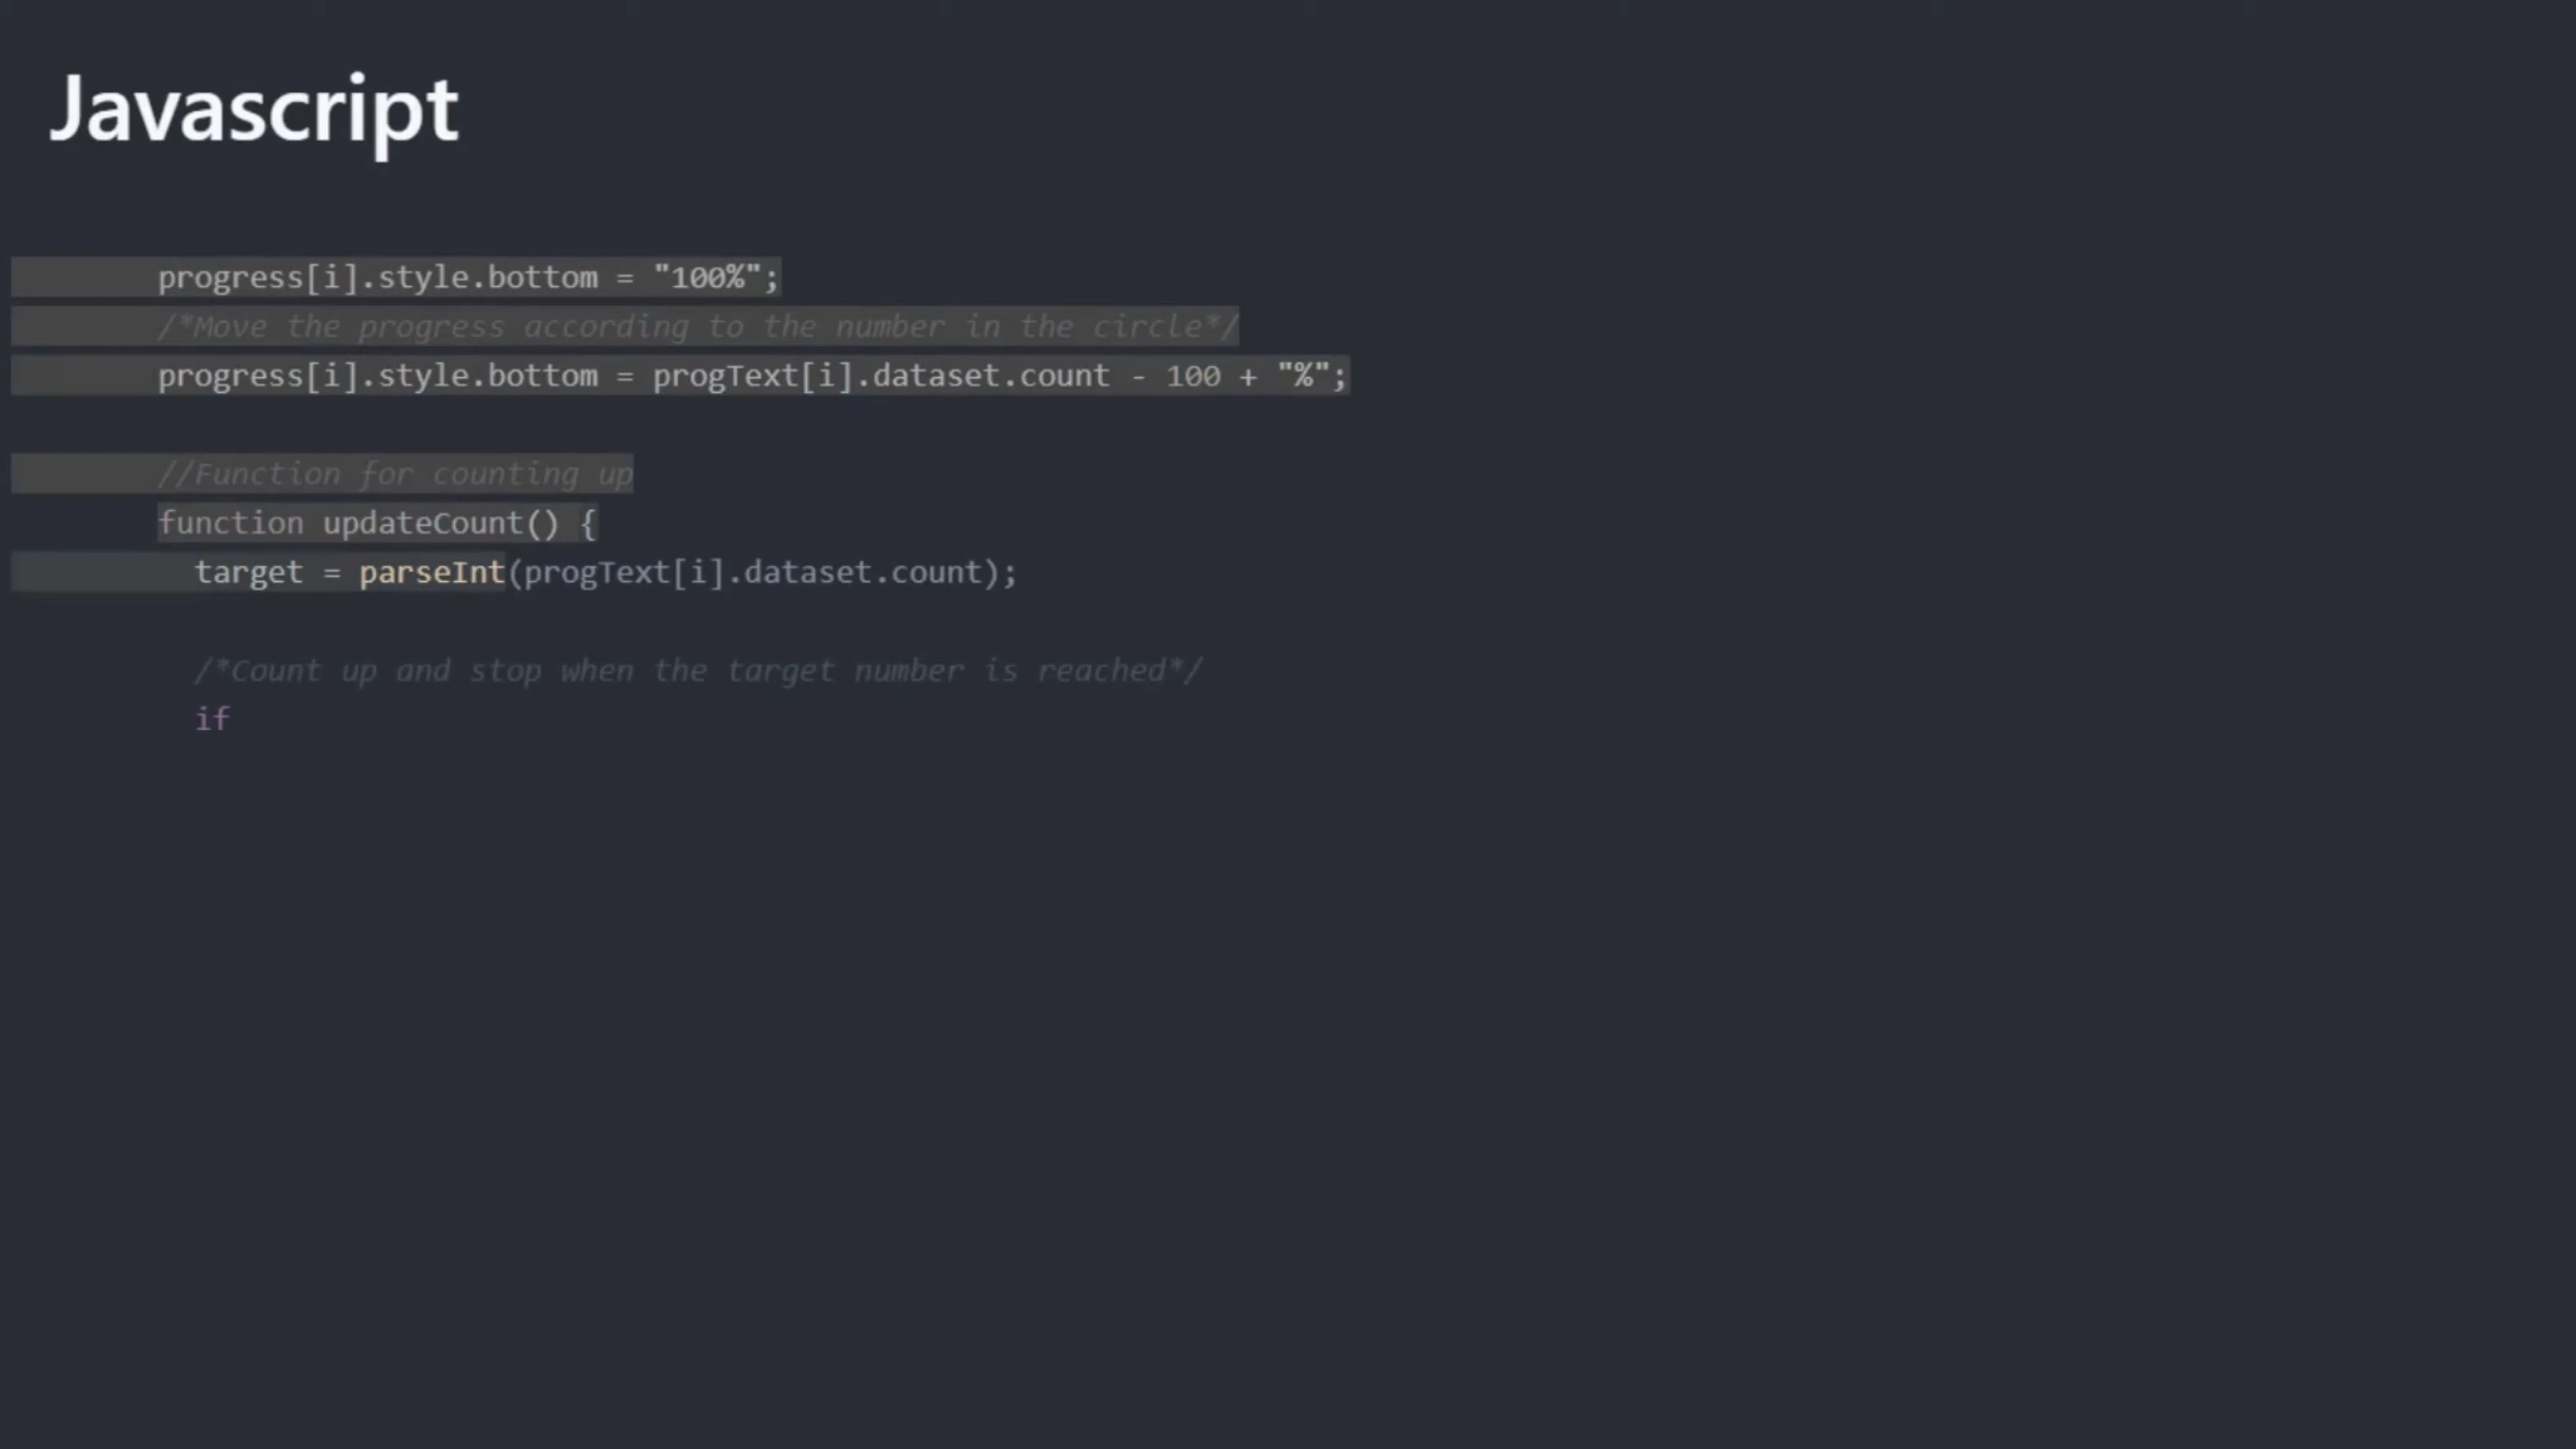 Javascript
progress[i].style.bottom = "100%";
/*Move the progress according to the number in the circle*/
progress[i].style.bottom = progText[i].dataset.count - 100 + "%";
//Function for counting up
function updateCount() {
target = parseInt(progText[i].dataset.count);
/*Count up and stop when the target number is reached*/
if